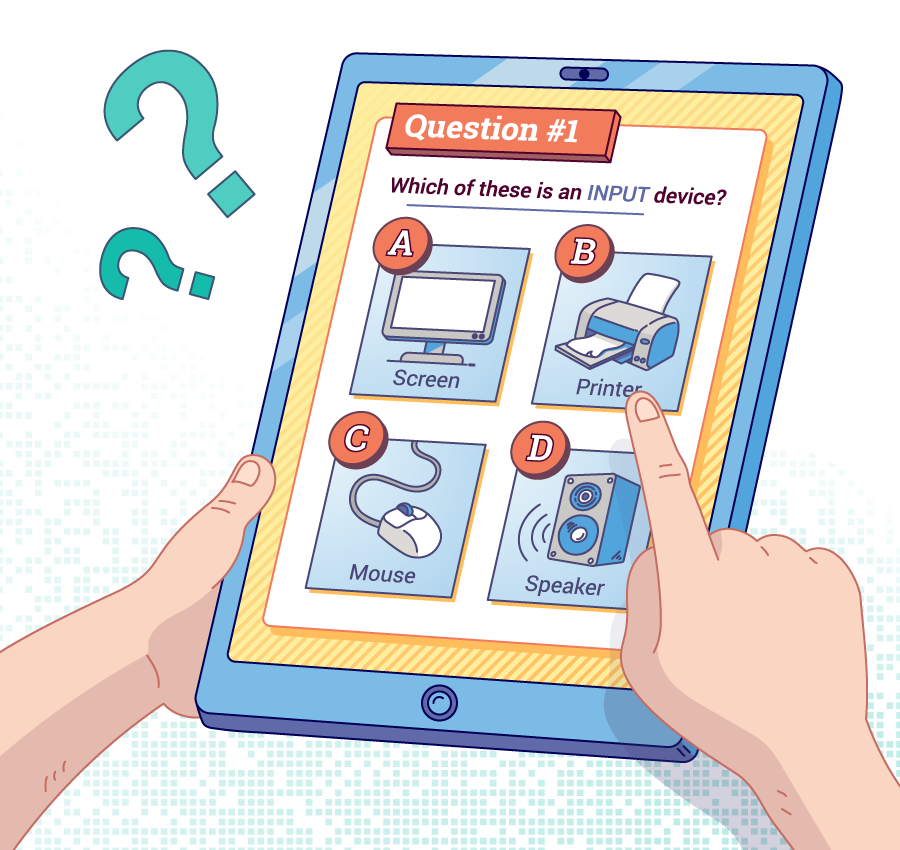 ?
?
Question #1
Which of these is an INPUT device?
A
B
Screen
Printer
C
D
Mouse
Speaker